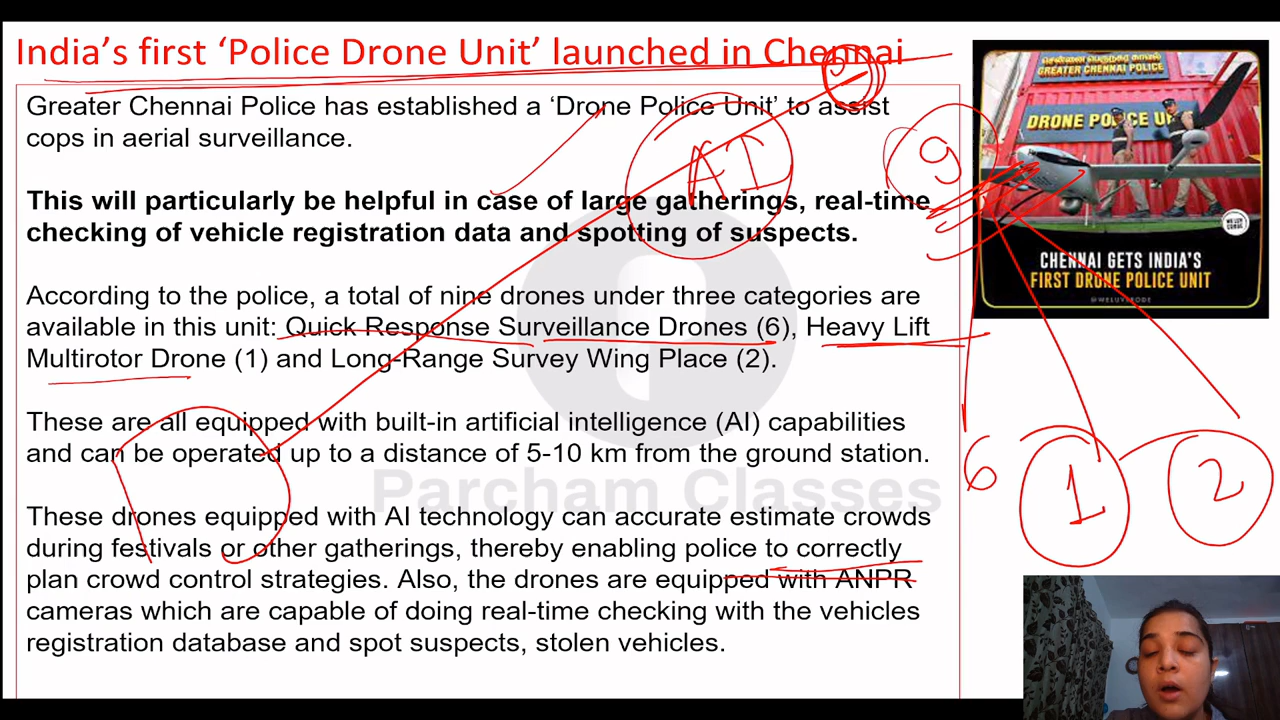 India's first 'Police Drone Unit' launched in Chennai
Greater Chennai Police has established a 'Drone Police Unit' to assist
cops in aerial surveillance.
This will particularly be helpful in case of large gatherings, real-time
checking of vehicle registration data and spotting of suspects.
According to the police, a total of nine drones under three categories are
available in this unit: Quick Response Surveillance Drones (6), Heavy Lift
Multirotor Drone (1) and Long-Range Survey Wing Place (2).
These are all equipped with built-in artificial intelligence (AI) capabilities
and can be operated up to a distance of 5-10 km from the ground station.
These drones equipped with AI technology can accurate estimate crowds
during festivals or other gatherings, thereby enabling police to correctly
plan crowd control strategies. Also, the drones are equipped with ANPR
cameras which are capable of doing real-time checking with the vehicles
registration database and spot suspects, stolen vehicles.
Parcham Classes
AI
9
6
1
2
GREATER CHENNAI POLICE
DRONE POLICE U
CHENNAI GETS INDIA'S
FIRST DRONE POLICE UNIT